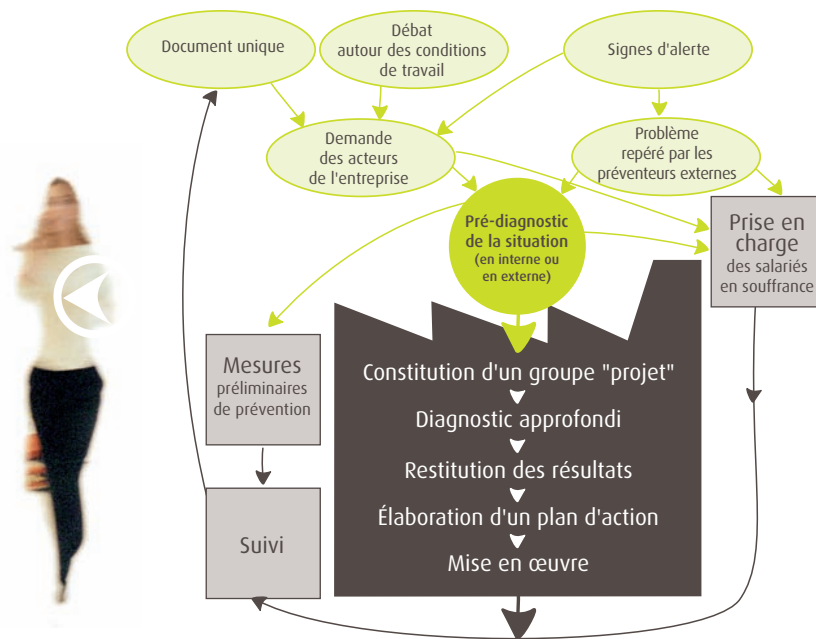 Document unique
Débat
autour des conditions
de travail
Signes d'alerte
Demande
des acteurs
de l'entreprise
Problème
repéré par les
préventeurs externes
Pré-diagnostic
de la situation
(en interne ou
en externe)
Prise en
charge
des salariés
en souffrance
Mesures
préliminaires
de prévention
Constitution d'un groupe "projet"
Diagnostic approfondi
Restitution des résultats
Élaboration d'un plan d'action
Mise en œuvre
Suivi